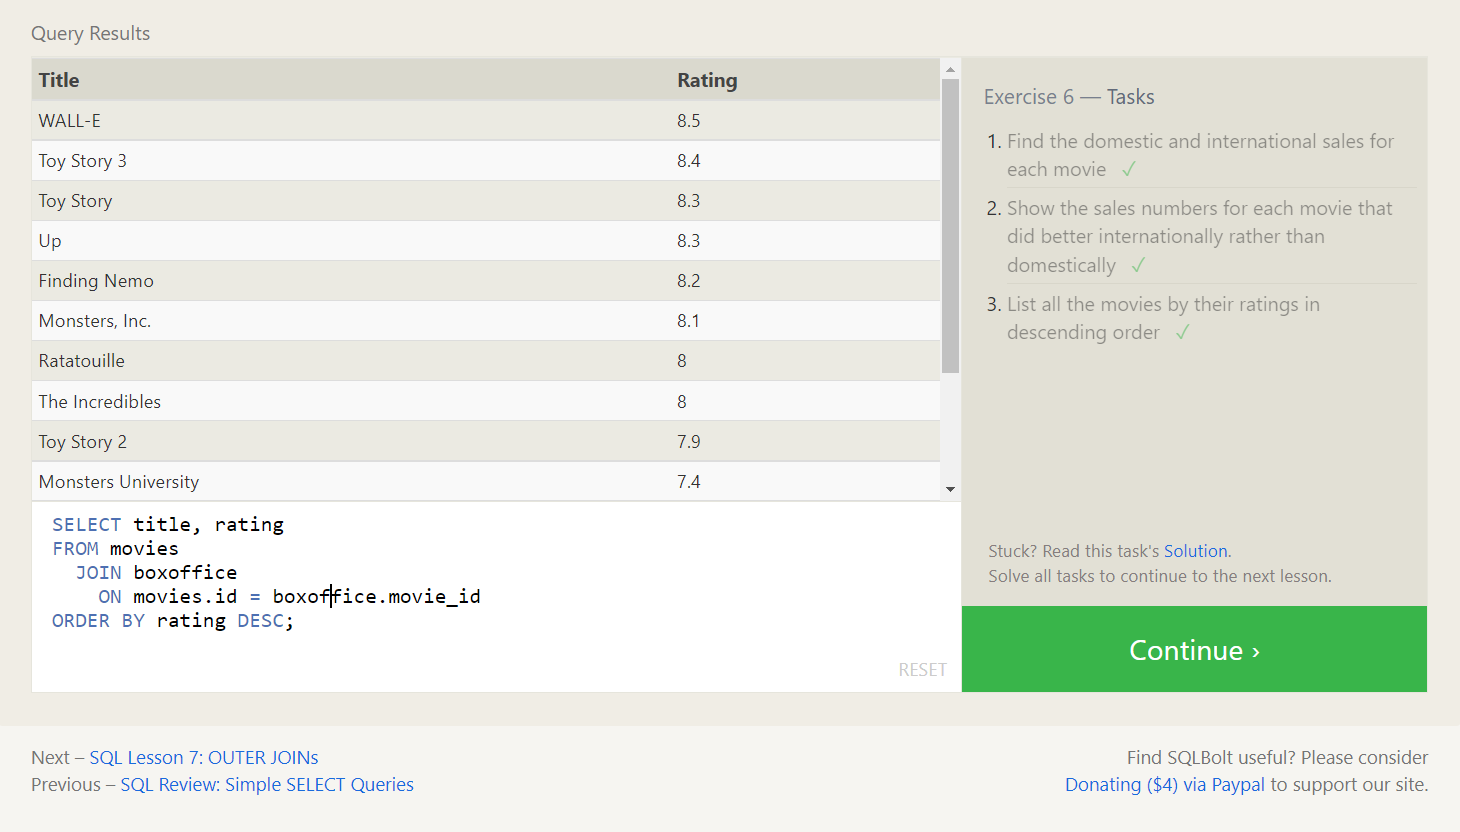 Query Results
Title Rating
WALL-E 8.5
Toy Story 3 8.4
Toy Story 8.3
Up 8.3
Finding Nemo 8.2
Monsters, Inc. 8.1
Ratatouille 8
The Incredibles 8
Toy Story 2 7.9
Monsters University 7.4
SELECT title, rating
FROM movies
JOIN boxoffice
ON movies.id = boxoffice.movie_id
ORDER BY rating DESC;
RESET
Exercise 6 — Tasks
1. Find the domestic and international sales for
each movie ✓
2. Show the sales numbers for each movie that
did better internationally rather than
domestically ✓
3. List all the movies by their ratings in
descending order ✓
Stuck? Read this task's Solution.
Solve all tasks to continue to the next lesson.
Continue ›
Next – SQL Lesson 7: OUTER JOINs
Previous – SQL Review: Simple SELECT Queries
Find SQLBolt useful? Please consider
Donating ($4) via Paypal to support our site.